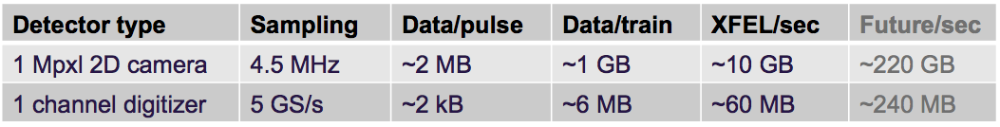 Detector type Sampling Data/pulse Data/train XFEL/sec Future/sec
1 Mpxl 2D camera 4.5 MHz ~2 MB ~1 GB ~10 GB ~220 GB
1 channel digitizer 5 GS/s ~2 kB ~6 MB ~60 MB ~240 MB